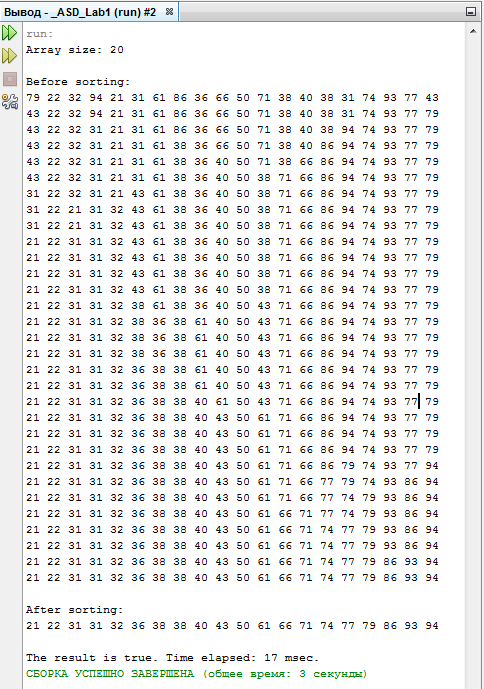 Вывод - _ASD_Lab1 (run) #2
run:
Array size: 20
Before sorting:
79 22 32 94 21 31 61 86 36 66 50 71 38 40 38 31 74 93 77 43
43 22 32 94 21 31 61 86 36 66 50 71 38 40 38 31 74 93 77 79
43 22 32 31 21 31 61 86 36 66 50 71 38 40 38 94 74 93 77 79
43 22 32 31 21 31 61 38 36 66 50 71 38 40 86 94 74 93 77 79
43 22 32 31 21 31 61 38 36 40 50 71 38 66 86 94 74 93 77 79
43 22 32 31 21 31 61 38 36 40 50 38 71 66 86 94 74 93 77 79
31 22 32 31 21 43 61 38 36 40 50 38 71 66 86 94 74 93 77 79
31 22 21 31 32 43 61 38 36 40 50 38 71 66 86 94 74 93 77 79
31 22 21 31 32 43 61 38 36 40 50 38 71 66 86 94 74 93 77 79
21 22 31 31 32 43 61 38 36 40 50 38 71 66 86 94 74 93 77 79
21 22 31 31 32 43 61 38 36 40 50 38 71 66 86 94 74 93 77 79
21 22 31 31 32 43 61 38 36 40 50 38 71 66 86 94 74 93 77 79
21 22 31 31 32 43 61 38 36 40 50 38 71 66 86 94 74 93 77 79
21 22 31 31 32 38 61 38 36 40 50 43 71 66 86 94 74 93 77 79
21 22 31 31 32 38 36 38 61 40 50 43 71 66 86 94 74 93 77 79
21 22 31 31 32 38 36 38 61 40 50 43 71 66 86 94 74 93 77 79
21 22 31 31 32 38 36 38 61 40 50 43 71 66 86 94 74 93 77 79
21 22 31 31 32 36 38 38 61 40 50 43 71 66 86 94 74 93 77 79
21 22 31 31 32 36 38 38 61 40 50 43 71 66 86 94 74 93 77 79
21 22 31 31 32 36 38 38 40 61 50 43 71 66 86 94 74 93 77 79
21 22 31 31 32 36 38 38 40 43 50 61 71 66 86 94 74 93 77 79
21 22 31 31 32 36 38 38 40 43 50 61 71 66 86 94 74 93 77 79
21 22 31 31 32 36 38 38 40 43 50 61 71 66 86 94 74 93 77 79
21 22 31 31 32 36 38 38 40 43 50 61 71 66 86 79 74 93 77 94
21 22 31 31 32 36 38 38 40 43 50 61 71 66 77 79 74 93 86 94
21 22 31 31 32 36 38 38 40 43 50 61 71 66 77 74 79 93 86 94
21 22 31 31 32 36 38 38 40 43 50 61 66 71 77 74 79 93 86 94
21 22 31 31 32 36 38 38 40 43 50 61 66 71 74 77 79 93 86 94
21 22 31 31 32 36 38 38 40 43 50 61 66 71 74 77 79 93 86 94
21 22 31 31 32 36 38 38 40 43 50 61 66 71 74 77 79 86 93 94
21 22 31 31 32 36 38 38 40 43 50 61 66 71 74 77 79 86 93 94
After sorting:
21 22 31 31 32 36 38 38 40 43 50 61 66 71 74 77 79 86 93 94
The result is true. Time elapsed: 17 msec.
СБОРКА УСПЕШНО ЗАВЕРШЕНА (общее время: 3 секунды)